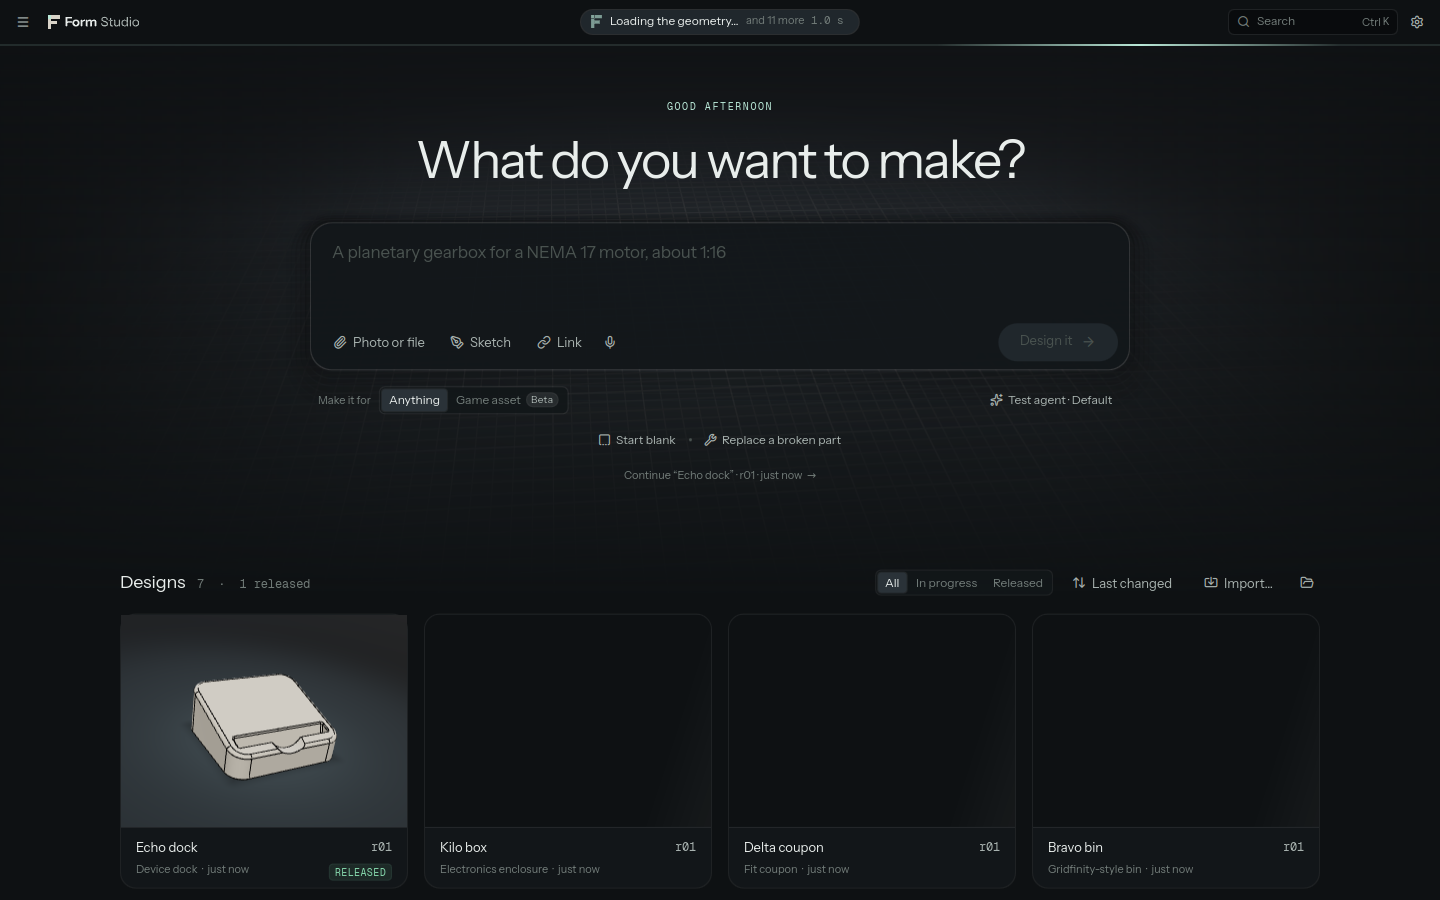 Form Studio
Loading the geometry... and 11 more 1.0 s
Search Ctrl K
GOOD AFTERNOON
What do you want to make?
A planetary gearbox for a NEMA 17 motor, about 1:16
Photo or file Sketch Link Design it →
Make it for Anything Game asset Beta Test agent · Default
Start blank • Replace a broken part
Continue “Echo dock” · r01 · just now →
Designs 7 · 1 released All In progress Released Last changed Import...
Echo dock r01
Device dock · just now RELEASED
Kilo box r01
Electronics enclosure · just now
Delta coupon r01
Fit coupon · just now
Bravo bin r01
Gridfinity-style bin · just now